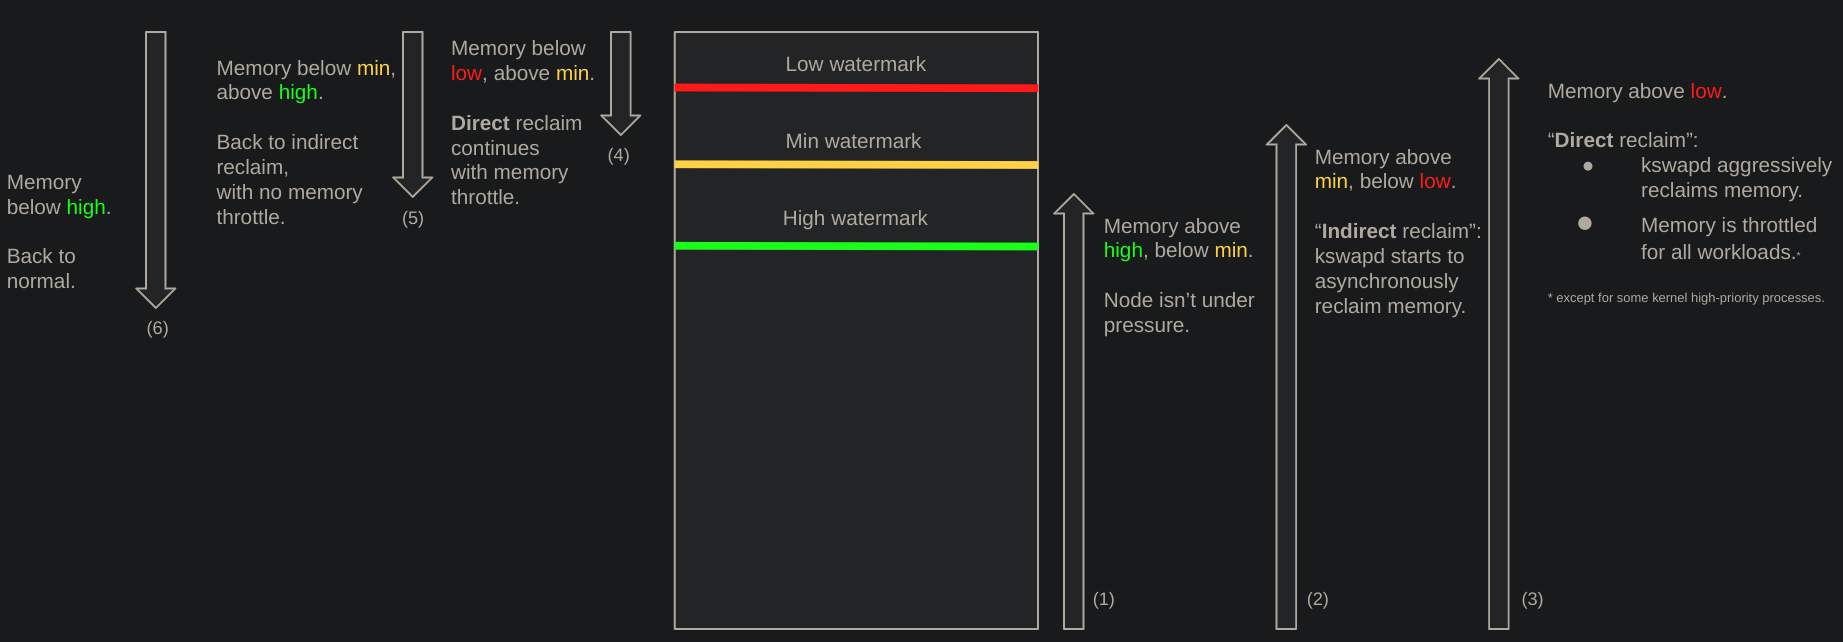 Memory
below high.
Back to
normal.
(6)
Memory below min,
above high.
Back to indirect
reclaim,
with no memory
throttle.
(5)
Memory below
low, above min.
Direct reclaim
continues
with memory
throttle.
(4)
Low watermark
Min watermark
High watermark
Memory above
high, below min.
Node isn’t under
pressure.
(1)
Memory above
min, below low.
“Indirect reclaim”:
kswapd starts to
asynchronously
reclaim memory.
(2)
Memory above low.
“Direct reclaim”:
● kswapd aggressively
reclaims memory.
● Memory is throttled
for all workloads.*
* except for some kernel high-priority processes.
(3)